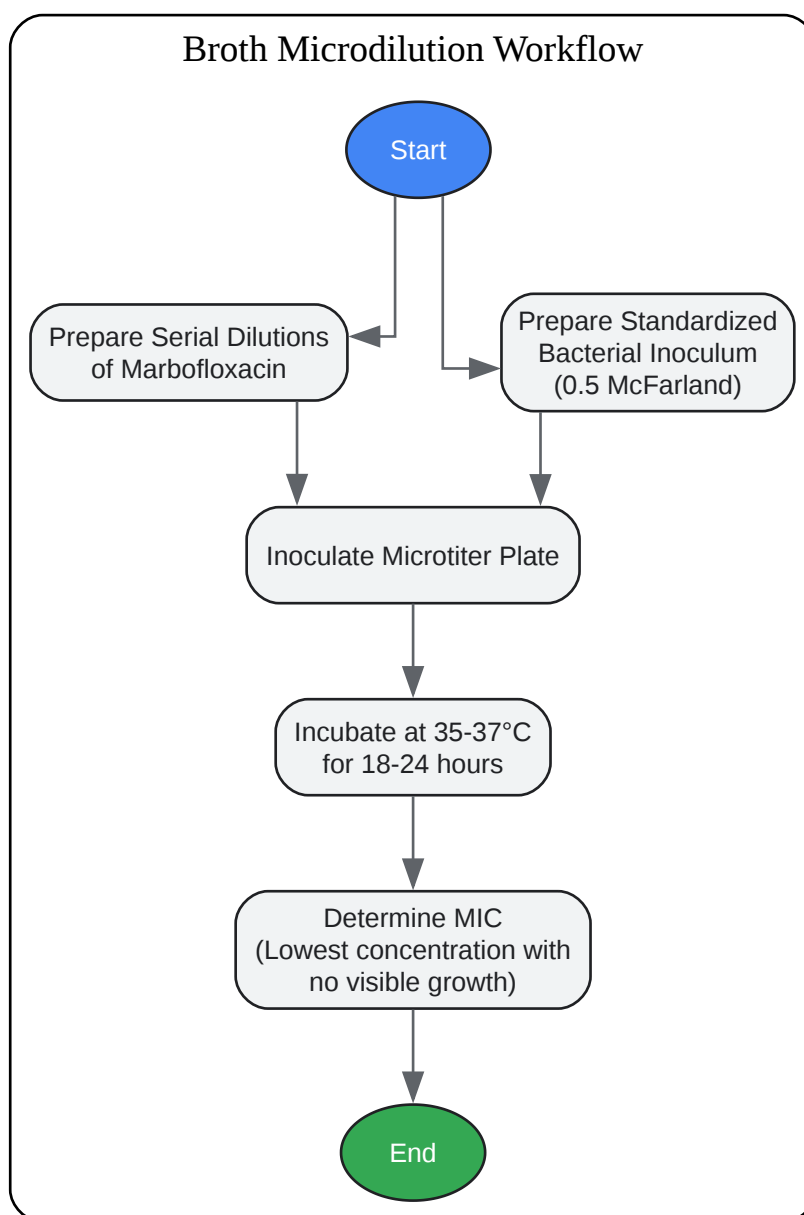 Broth Microdilution Workflow
Start
Prepare Serial Dilutions
of Marbofloxacin
Prepare Standardized
Bacterial Inoculum
(0.5 McFarland)
Inoculate Microtiter Plate
Incubate at 35-37°C
for 18-24 hours
Determine MIC
(Lowest concentration with
no visible growth)
End